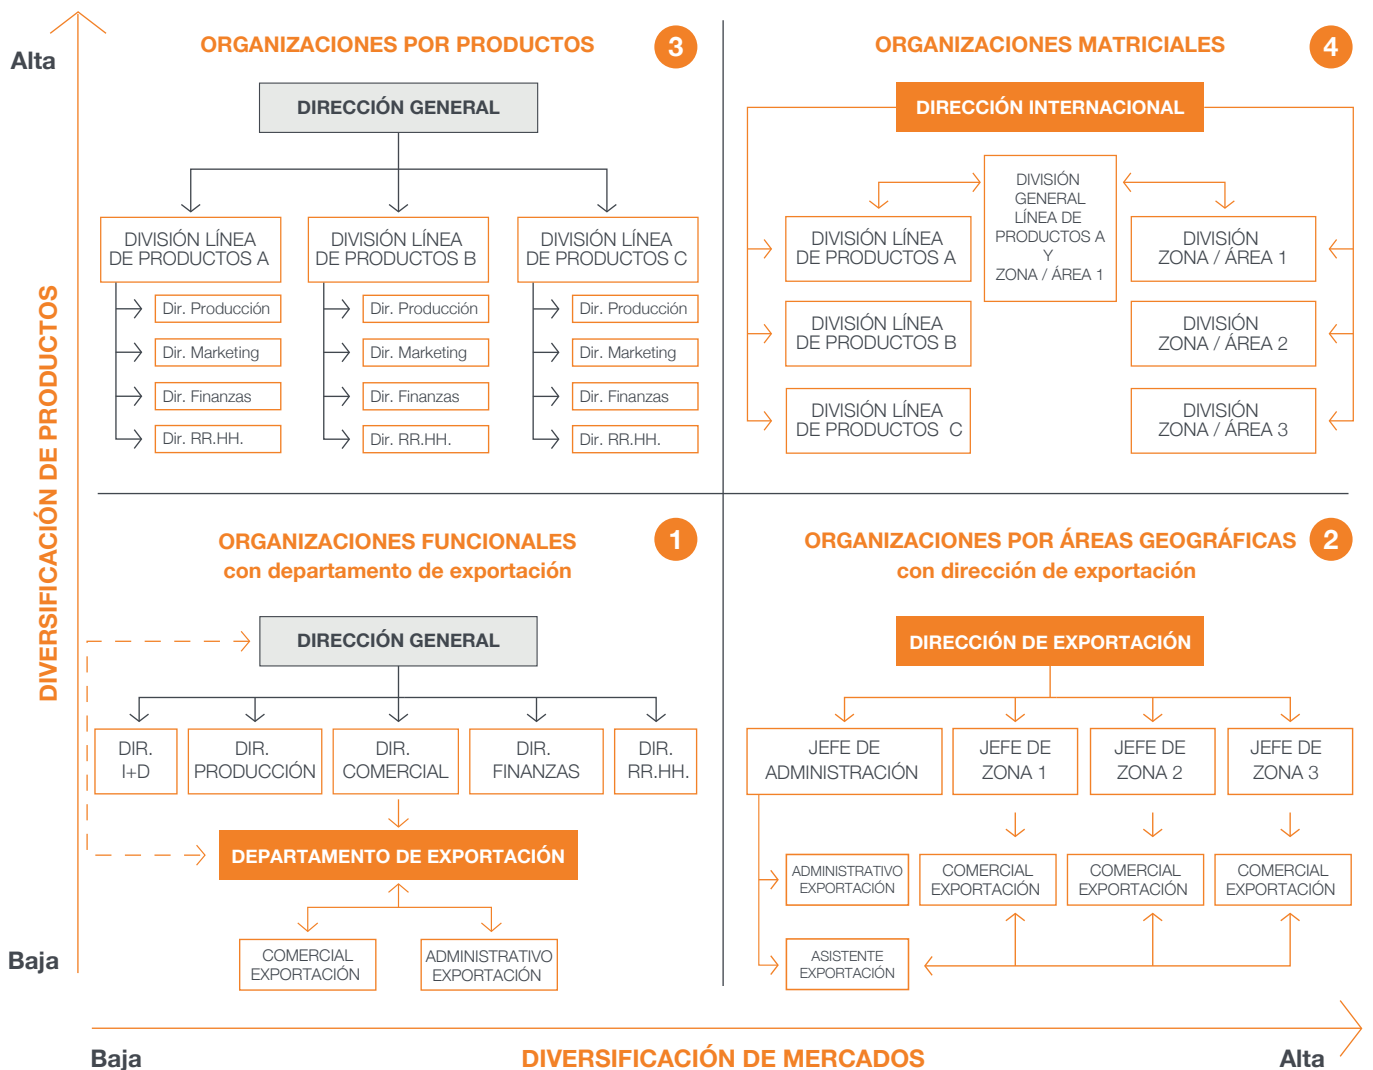 Alta
DIVERSIFICACIÓN DE PRODUCTOS
Baja
ORGANIZACIONES POR PRODUCTOS
3
DIRECCIÓN GENERAL
DIVISIÓN LÍNEA
DE PRODUCTOS A
Dir. Producción
Dir. Marketing
Dir. Finanzas
Dir. RR.HH.
DIVISIÓN LÍNEA
DE PRODUCTOS B
Dir. Producción
Dir. Marketing
Dir. Finanzas
Dir. RR.HH.
DIVISIÓN LÍNEA
DE PRODUCTOS C
Dir. Producción
Dir. Marketing
Dir. Finanzas
Dir. RR.HH.
ORGANIZACIONES MATRICIALES
4
DIRECCIÓN INTERNACIONAL
DIVISIÓN
GENERAL
LÍNEA DE
PRODUCTOS A
Y
ZONA / ÁREA 1
DIVISIÓN LÍNEA
DE PRODUCTOS A
DIVISIÓN LÍNEA
DE PRODUCTOS B
DIVISIÓN LÍNEA
DE PRODUCTOS C
DIVISIÓN
ZONA / ÁREA 1
DIVISIÓN
ZONA / ÁREA 2
DIVISIÓN
ZONA / ÁREA 3
ORGANIZACIONES FUNCIONALES
con departamento de exportación
1
DIRECCIÓN GENERAL
DIR.
I+D
DIR.
PRODUCCIÓN
DIR.
COMERCIAL
DIR.
FINANZAS
DIR.
RR.HH.
DEPARTAMENTO DE EXPORTACIÓN
COMERCIAL
EXPORTACIÓN
ADMINISTRATIVO
EXPORTACIÓN
ORGANIZACIONES POR ÁREAS GEOGRÁFICAS
con dirección de exportación
2
DIRECCIÓN DE EXPORTACIÓN
JEFE DE
ADMINISTRACIÓN
JEFE DE
ZONA 1
JEFE DE
ZONA 2
JEFE DE
ZONA 3
ADMINISTRATIVO
EXPORTACIÓN
COMERCIAL
EXPORTACIÓN
COMERCIAL
EXPORTACIÓN
COMERCIAL
EXPORTACIÓN
ASISTENTE
EXPORTACIÓN
Baja
DIVERSIFICACIÓN DE MERCADOS
Alta